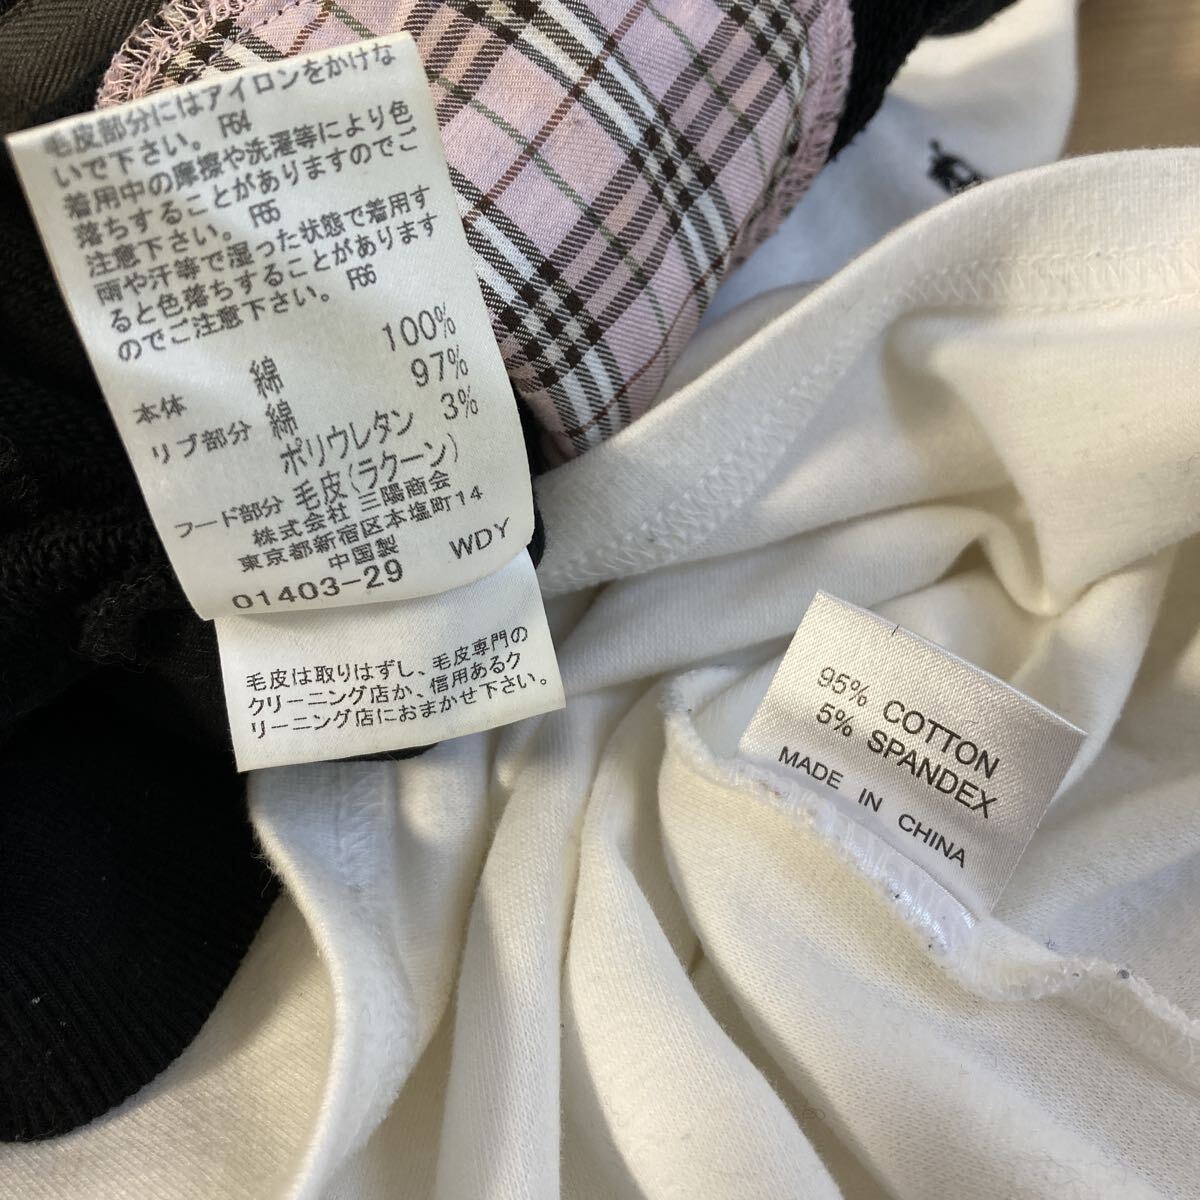 毛皮部分にはアイロンをかけな
いで下さい。 F64
着用中の摩擦や洗濯等により色
落ちすることがありますのでご
注意下さい。 F65
雨や汗等で湿った状態で着用す
ると色落ちすることがあります
のでご注意下さい。 F66
本体 綿 100%
リブ部分 綿 97%
ポリウレタン 3%
フード部分 毛皮(ラクーン)
株式会社 三陽商会
東京都新宿区本塩町14
中国製
01403-29 WDY
毛皮は取りはずし、毛皮専門の
クリーニング店か、信用あるク
リーニング店におまかせ下さい。
95% COTTON
5% SPANDEX
MADE IN CHINA